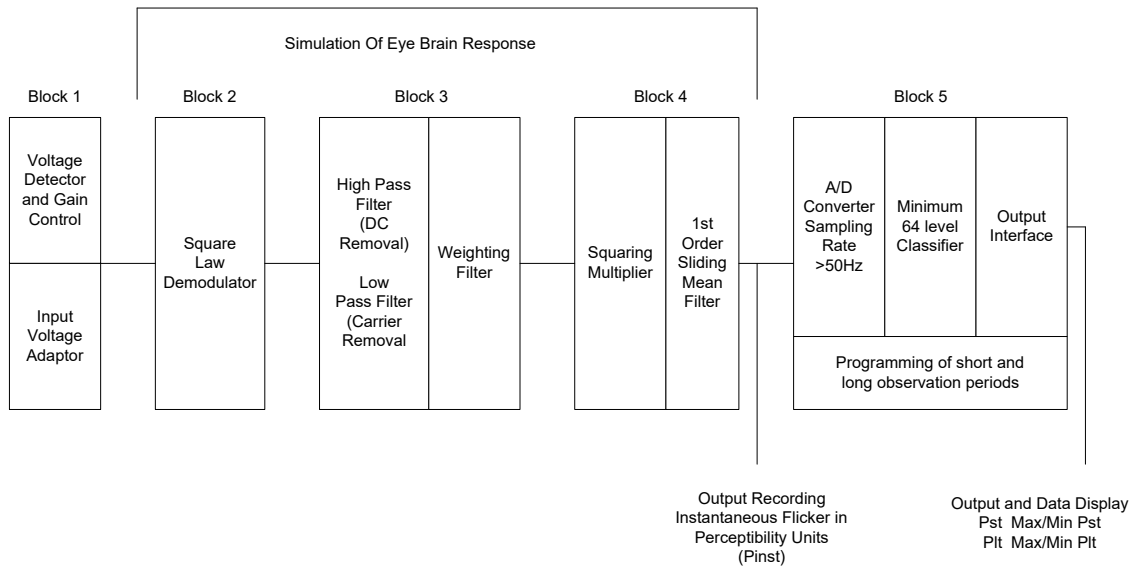 Simulation Of Eye Brain Response
Block 1
Block 2
Block 3
Block 4
Block 5
Voltage
Detector
and Gain
Control
Input
Voltage
Adaptor
Square
Law
Demodulator
High Pass
Filter
(DC
Removal)
Low
Pass Filter
(Carrier
Removal
Weighting
Filter
Squaring
Multiplier
1st
Order
Sliding
Mean
Filter
A/D
Converter
Sampling
Rate
>50Hz
Minimum
64 level
Classifier
Output
Interface
Programming of short and
long observation periods
Output Recording
Instantaneous Flicker in
Perceptibility Units
(Pinst)
Output and Data Display
Pst Max/Min Pst
Plt Max/Min Plt